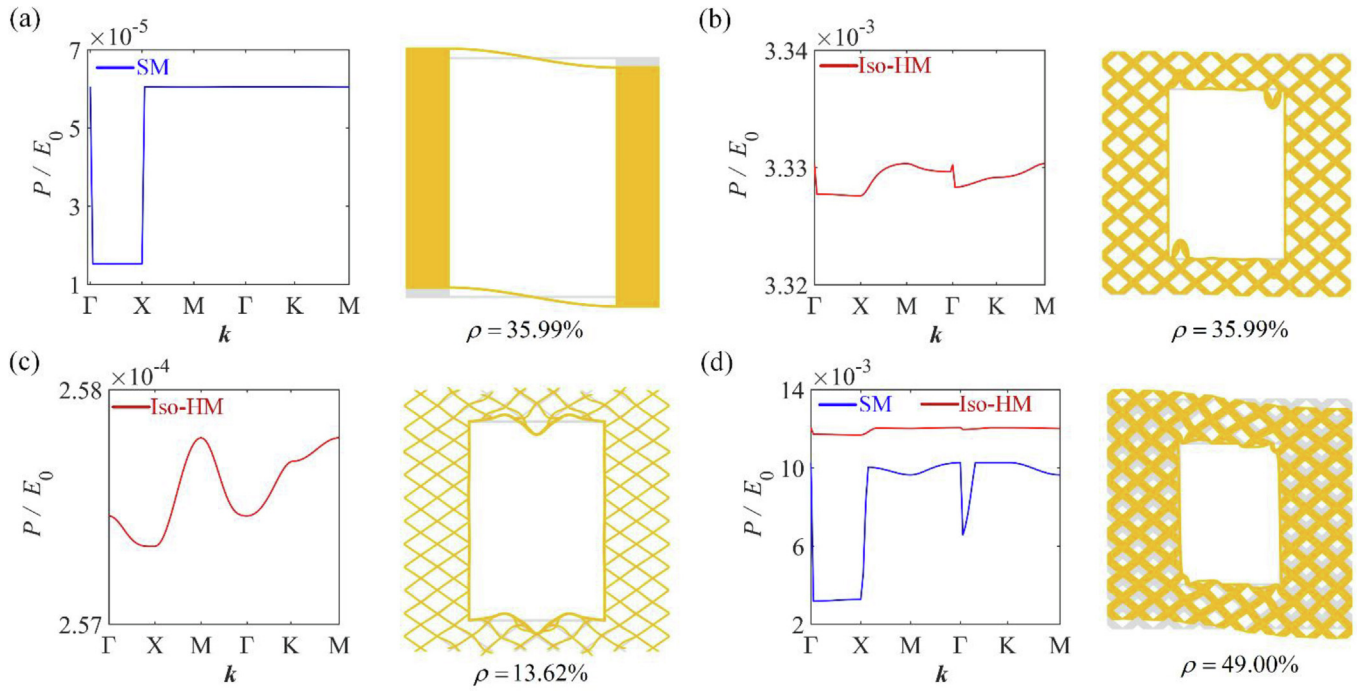 (a)
×10⁻⁵
7
5
3
1
SM
P / E₀
Γ X M Γ K M
k
ρ = 35.99%
(b)
×10⁻³
3.34
3.33
3.32
Iso-HM
P / E₀
Γ X M Γ K M
k
ρ = 35.99%
(c)
×10⁻⁴
2.58
2.57
Iso-HM
P / E₀
Γ X M Γ K M
k
ρ = 13.62%
(d)
×10⁻³
14
10
6
2
SM Iso-HM
P / E₀
Γ X M Γ K M
k
ρ = 49.00%